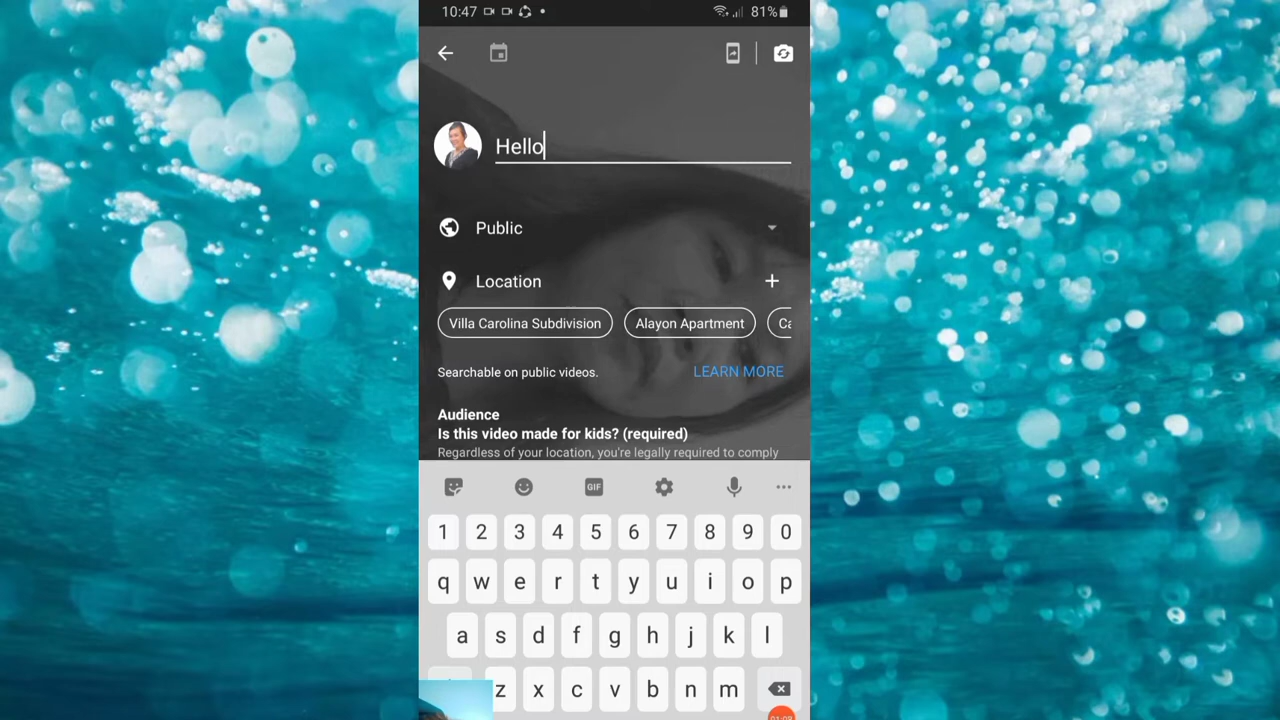 10:47 81%
Hello
Public
Location
Villa Carolina Subdivision Alayon Apartment Ca
Searchable on public videos. LEARN MORE
Audience
Is this video made for kids? (required)
Regardless of your location, you're legally required to comply
GIF
1 2 3 4 5 6 7 8 9 0
q w e r t y u i o p
a s d f g h j k l
z x c v b n m